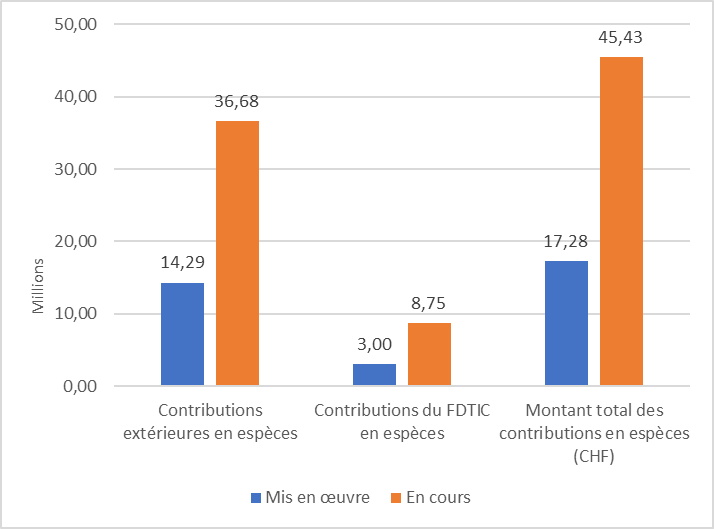 50,00
45,43
40,00
36,68
30,00
20,00
17,28
14,29
10,00
8,75
3,00
0,00
Millions
Contributions
extérieures en espèces
Contributions du FDTIC
en espèces
Montant total des
contributions en espèces
(CHF)
Mis en œuvre
En cours